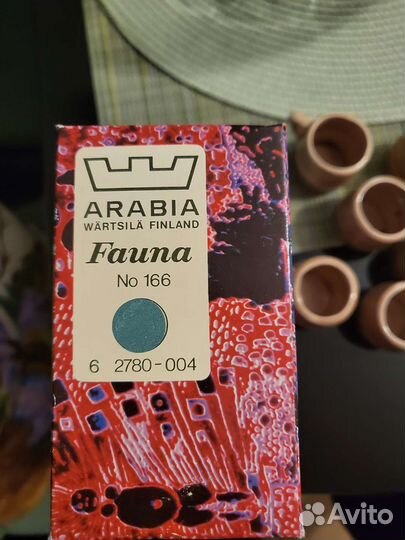 ARABIA
WÄRTSILÄ FINLAND
Fauna
No 166
6 2780-004
Avito